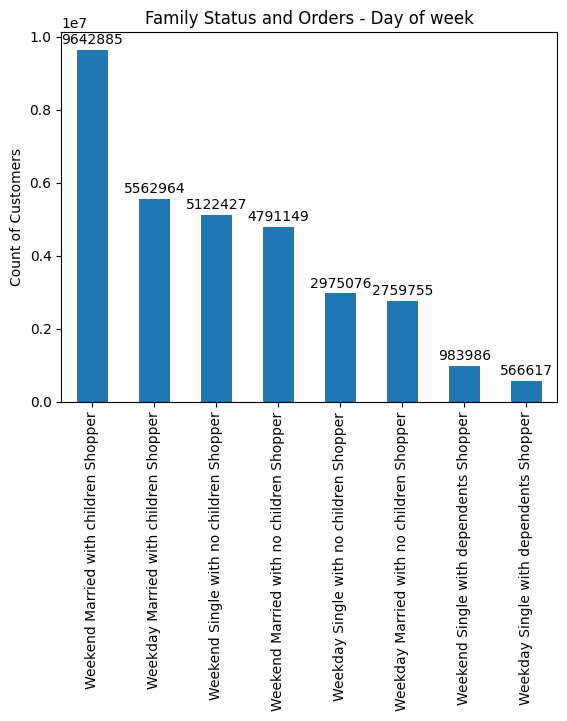 Family Status and Orders - Day of week
1e7
Count of Customers
1.0
0.8
0.6
0.4
0.2
0.0
9642885
5562964
5122427
4791149
2975076
2759755
983986
566617
Weekend Married with children Shopper
Weekday Married with children Shopper
Weekend Single with no children Shopper
Weekend Married with no children Shopper
Weekday Single with no children Shopper
Weekday Married with no children Shopper
Weekend Single with dependents Shopper
Weekday Single with dependents Shopper